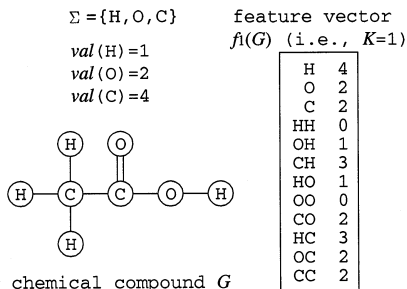 Σ = {H, O, C}
val(H)=1
val(O)=2
val(C)=4
H
O
H C C O H
H
chemical compound G
feature vector
f1(G) (i.e., K=1)
H 4
O 2
C 2
HH 0
OH 1
CH 3
HO 1
OO 0
CO 2
HC 3
OC 2
CC 2